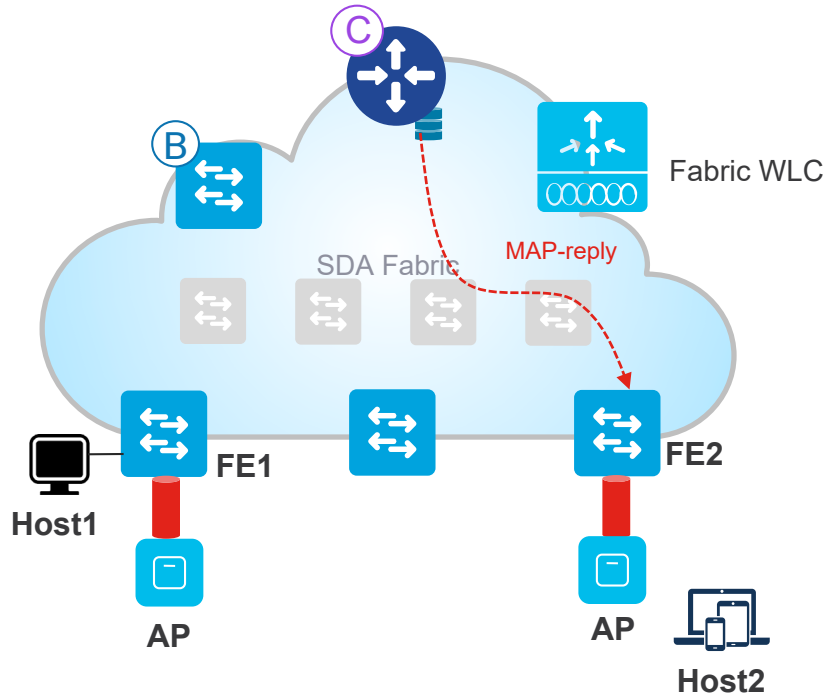 C
B
Fabric WLC
MAP-reply
SDA Fabric
FE1
FE2
Host1
AP
AP
Host2